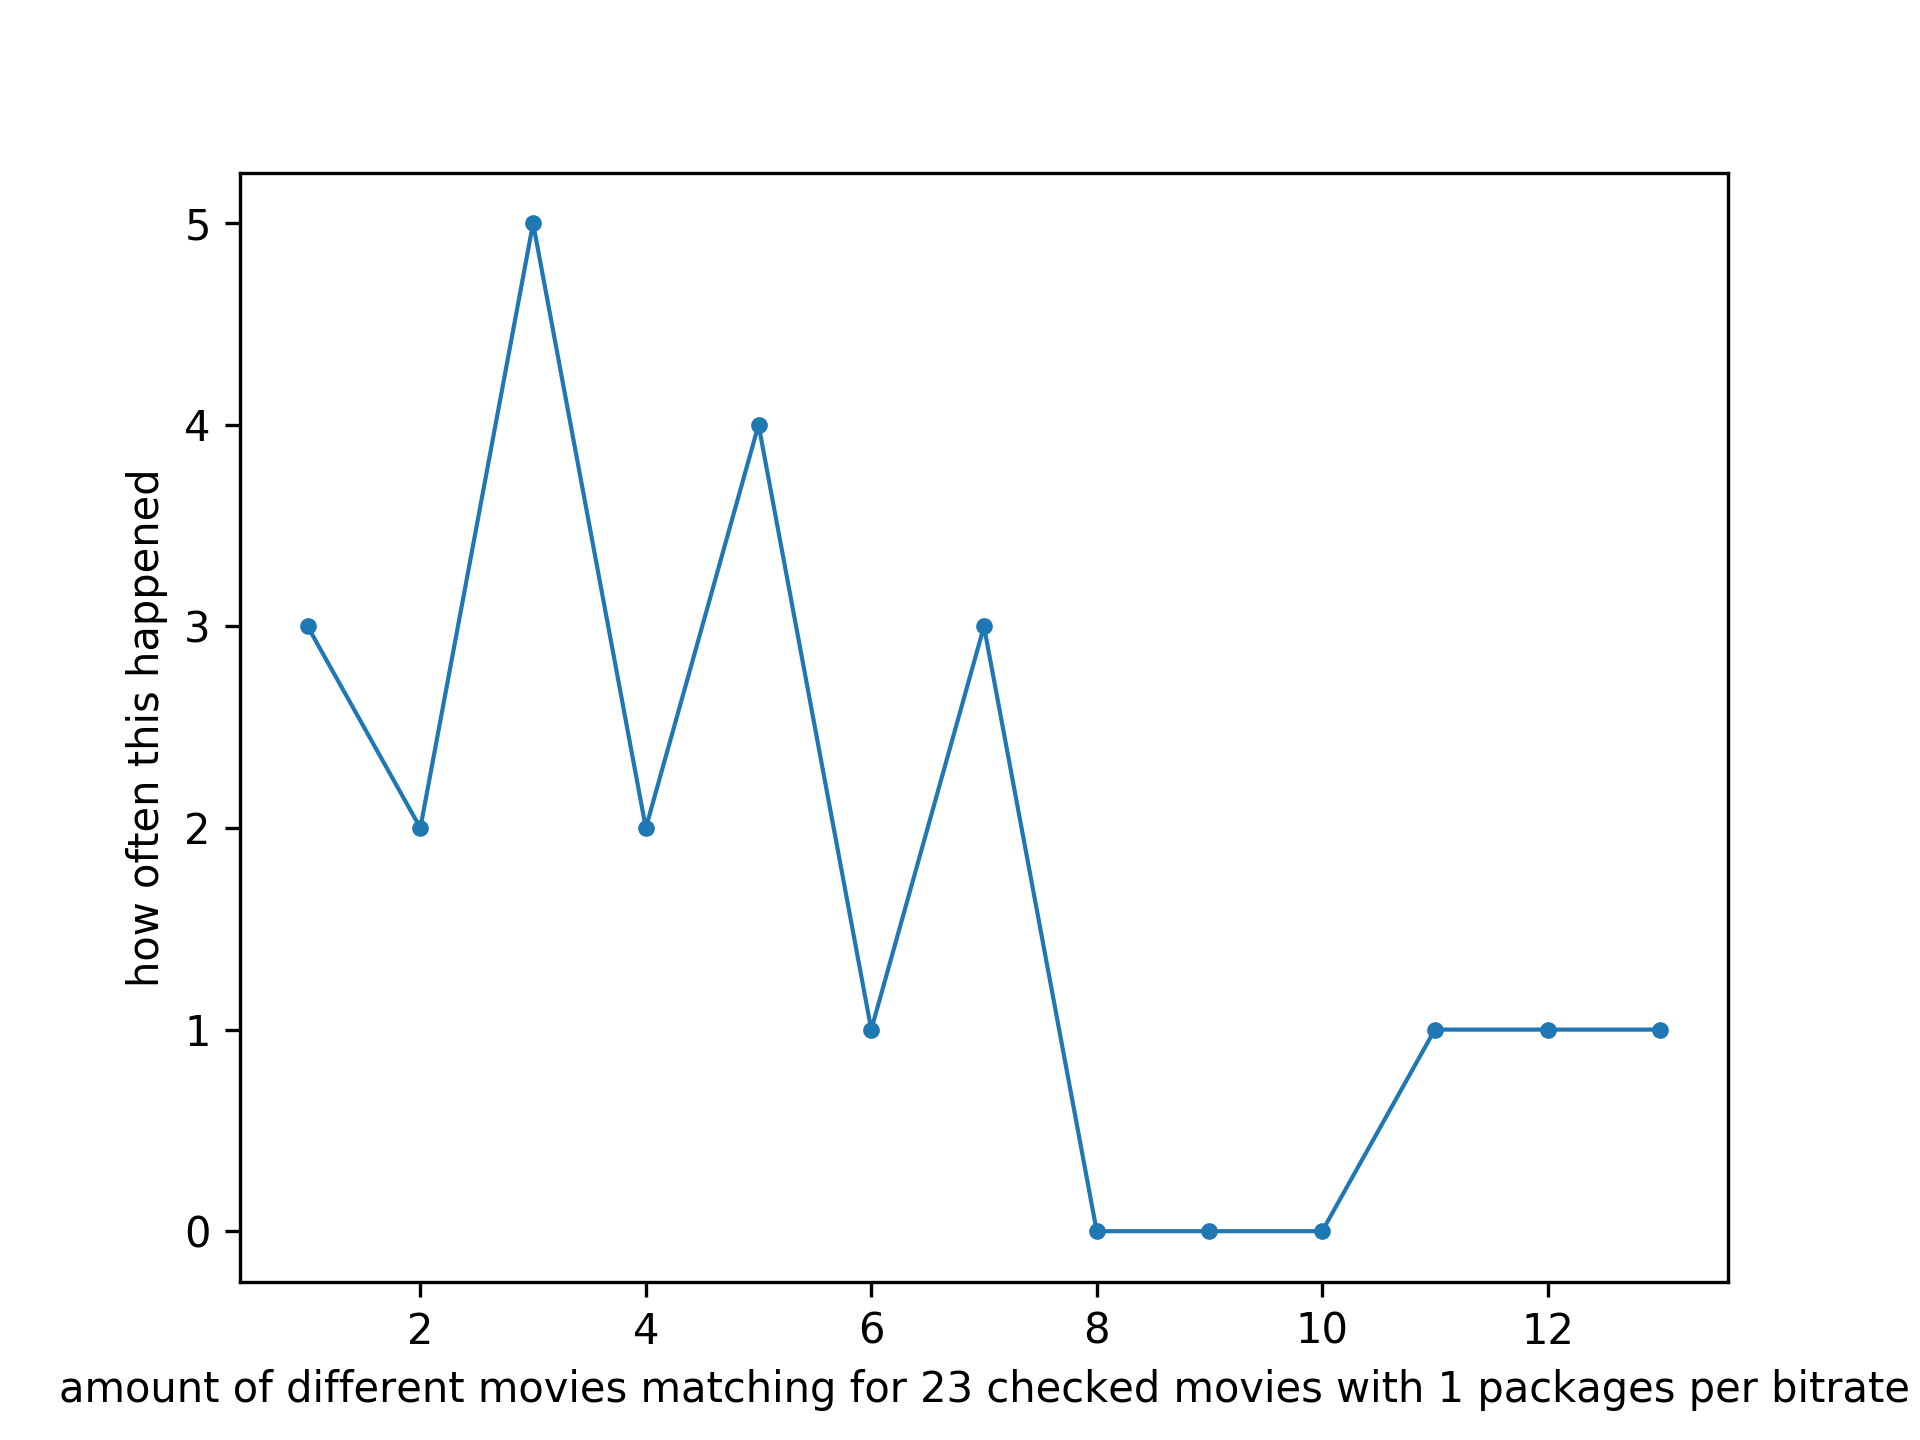 5
4
3
2
1
0
how often this happened
2 4 6 8 10 12
amount of different movies matching for 23 checked movies with 1 packages per bitrate